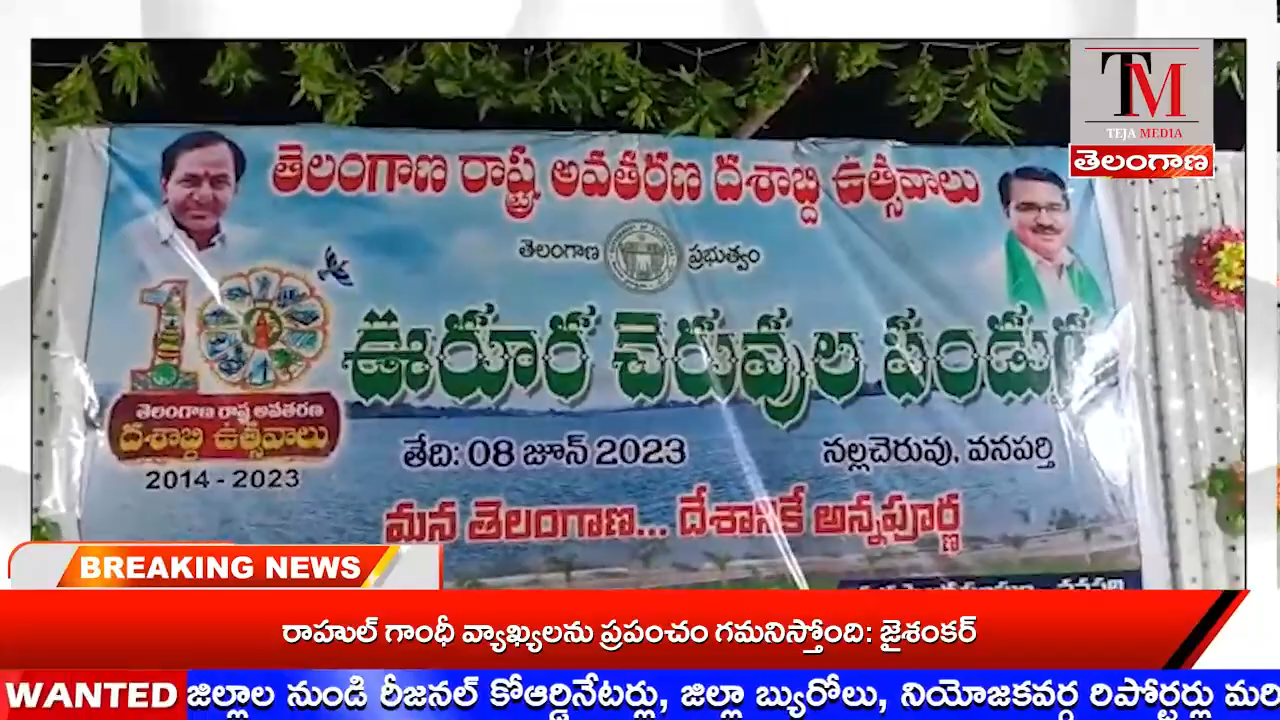 TM
TEJA MEDIA
తెలంగాణ
తెలంగాణ రాష్ట్ర అవతరణ దశాబ్ది ఉత్సవాలు
తెలంగాణ ప్రభుత్వం
10
ఊరూర చెరువుల పండుగ
తెలంగాణ రాష్ట్ర అవతరణ
దశాబ్ది ఉత్సవాలు
2014 - 2023
తేది: 08 జూన్ 2023 నల్లచెరువు, వనపర్తి
మన తెలంగాణ... దేశానికే అన్నపూర్ణ
BREAKING NEWS
రాహుల్ గాంధీ వ్యాఖ్యలను ప్రపంచం గమనిస్తోంది: జైశంకర్
WANTED జిల్లాల నుండి రీజనల్ కోఆర్డినేటర్లు, జిల్లా బ్యురోలు, నియోజకవర్గ రిపోర్టర్లు మరి